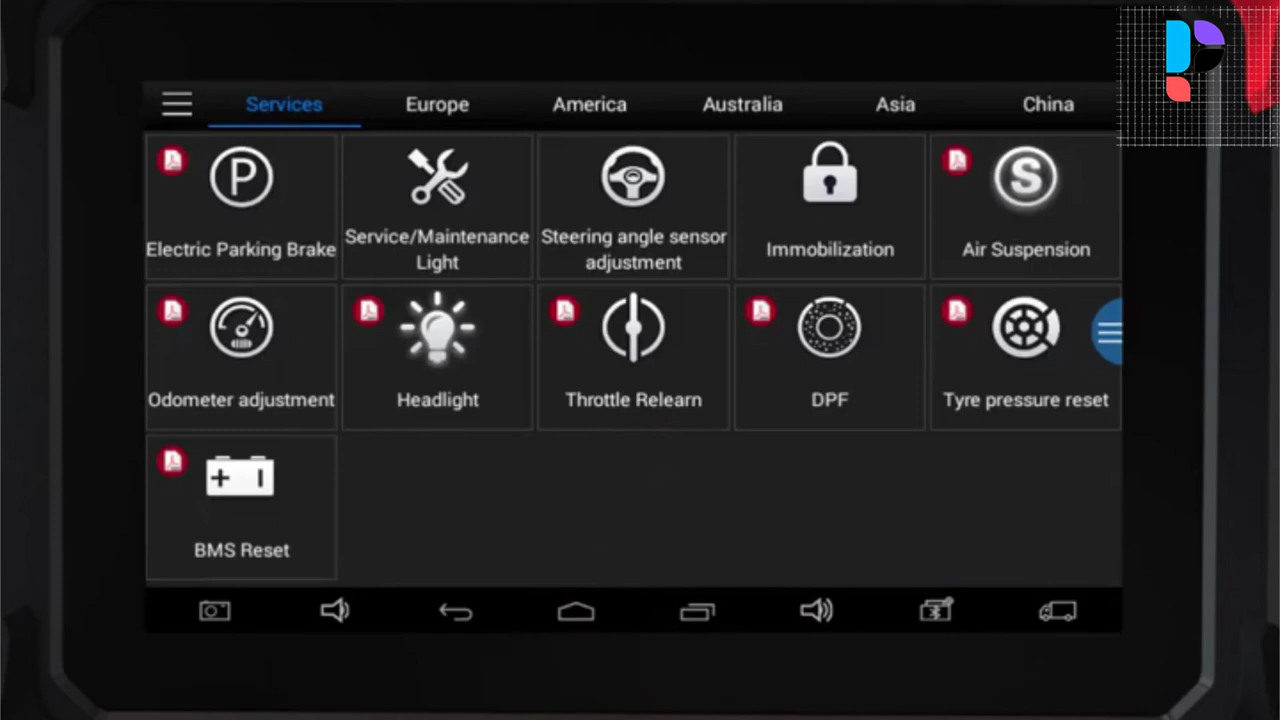 Services Europe America Australia Asia China
P
S
Electric Parking Brake
Service/Maintenance
Light
Steering angle sensor
adjustment
Immobilization
Air Suspension
Odometer adjustment
Headlight
Throttle Relearn
DPF
Tyre pressure reset
BMS Reset